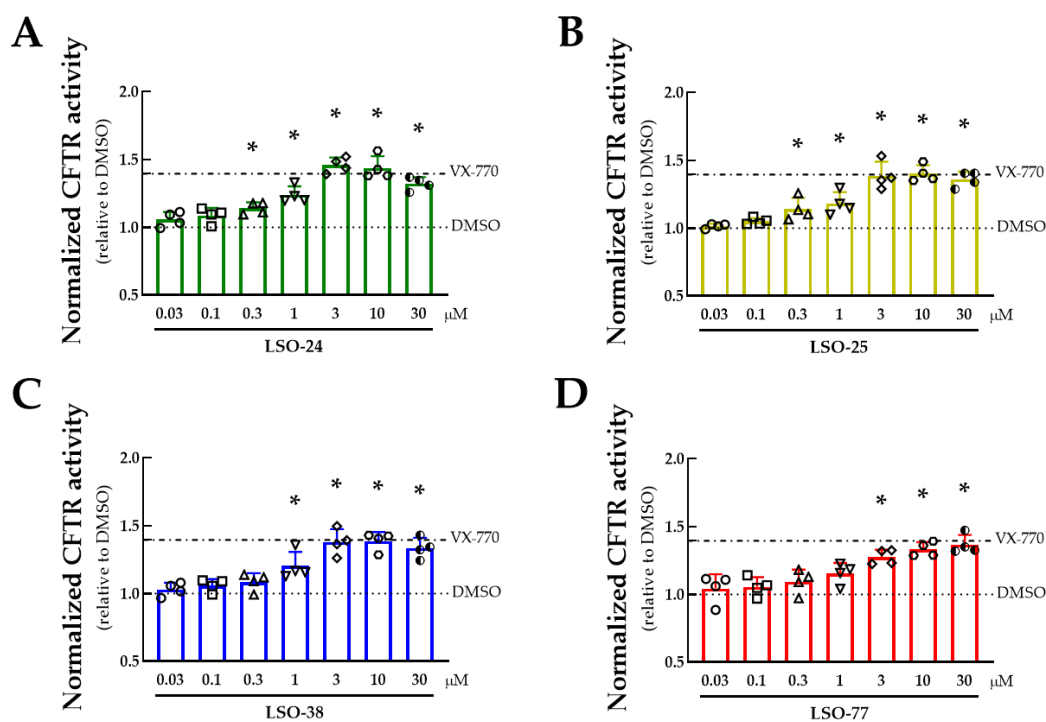 A
Normalized CFTR activity
(relative to DMSO)
2.0
1.5
1.0
0.5
* * * * *
VX-770
DMSO
0.03 0.1 0.3 1 3 10 30 μM
LSO-24
B
Normalized CFTR activity
(relative to DMSO)
2.0
1.5
1.0
0.5
* * * * *
VX-770
DMSO
0.03 0.1 0.3 1 3 10 30 μM
LSO-25
C
Normalized CFTR activity
(relative to DMSO)
2.0
1.5
1.0
0.5
* * * *
VX-770
DMSO
0.03 0.1 0.3 1 3 10 30 μM
LSO-38
D
Normalized CFTR activity
(relative to DMSO)
2.0
1.5
1.0
0.5
* * *
VX-770
DMSO
0.03 0.1 0.3 1 3 10 30 μM
LSO-77